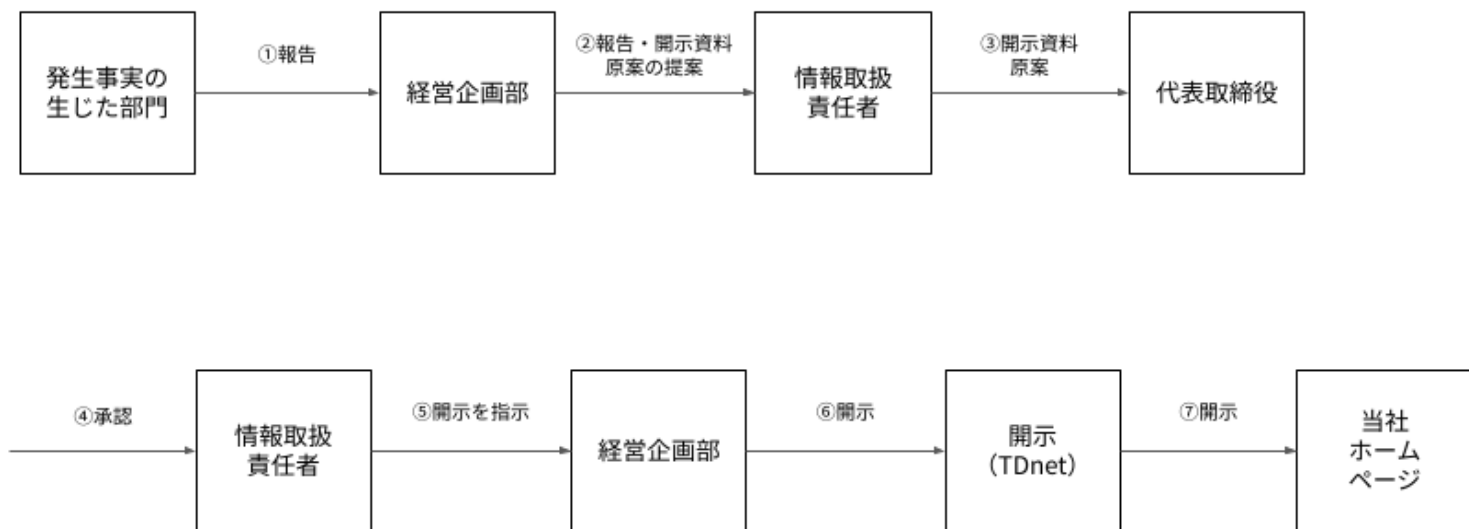 発生事実の
生じた部門
①報告
経営企画部
②報告・開示資料
原案の提案
情報取扱
責任者
③開示資料
原案
代表取締役
④承認
情報取扱
責任者
⑤開示を指示
経営企画部
⑥開示
開示
（TDnet）
⑦開示
当社
ホーム
ページ